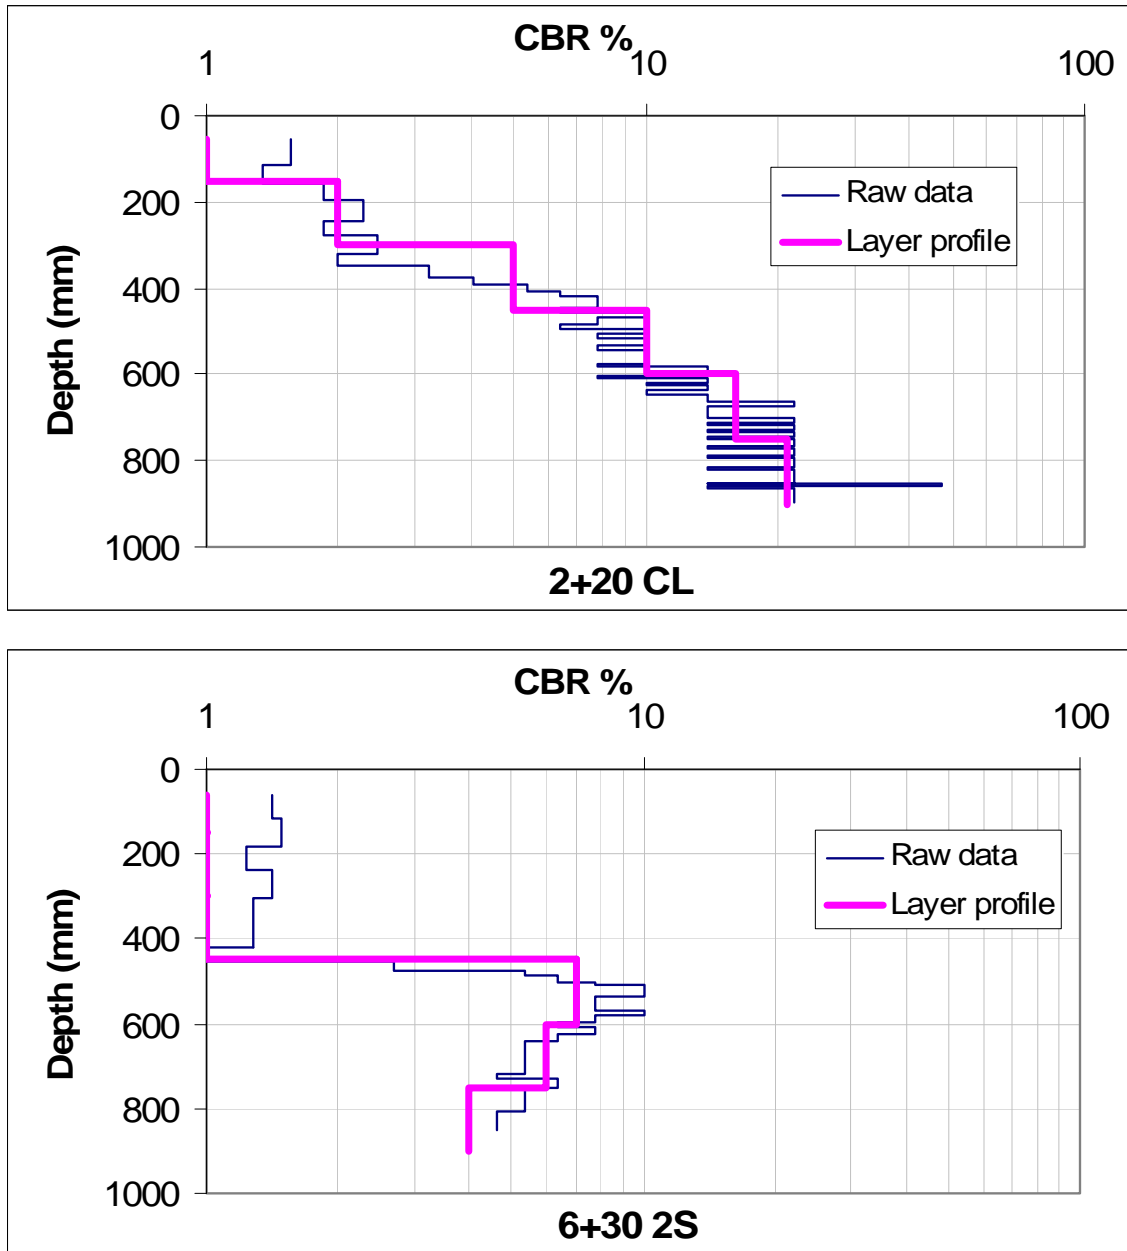 CBR %
1 10 100
0
200
400
600
800
1000
Depth (mm)
Raw data
Layer profile
2+20 CL
CBR %
1 10 100
0
200
400
600
800
1000
Depth (mm)
Raw data
Layer profile
6+30 2S